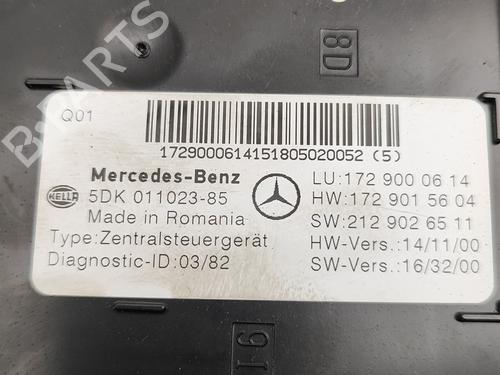 B PARTS
8D
Q01
1729000614151805020052 (5)
Mercedes-Benz
HELLA
5DK 011023-85
Made in Romania
Type:Zentralsteuergerät
Diagnostic-ID:03/82
LU:172 900 06 14
HW:172 901 56 04
SW:212 902 65 11
HW-Vers.:14/11/00
SW-Vers.:16/32/00